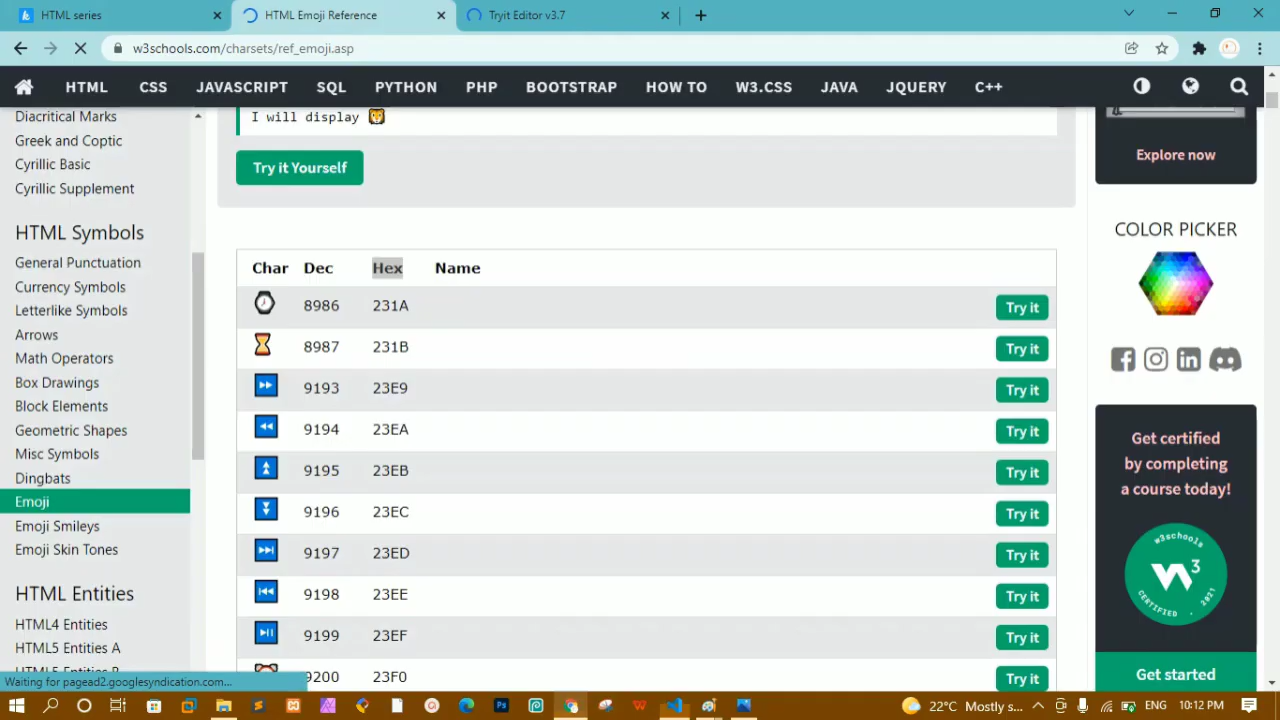 HTML series
HTML Emoji Reference
Tryit Editor v3.7
w3schools.com/charsets/ref_emoji.asp
HTML CSS JAVASCRIPT SQL PYTHON PHP BOOTSTRAP HOW TO W3.CSS JAVA JQUERY C++
Diacritical Marks
Greek and Coptic
Cyrillic Basic
Cyrillic Supplement
HTML Symbols
General Punctuation
Currency Symbols
Letterlike Symbols
Arrows
Math Operators
Box Drawings
Block Elements
Geometric Shapes
Misc Symbols
Dingbats
Emoji
Emoji Smileys
Emoji Skin Tones
HTML Entities
HTML4 Entities
HTML5 Entities A
HTML5 Entities B
Waiting for pagead2.googlesyndication.com...
I will display 🐯
Try it Yourself
Char Dec Hex Name
⌚ 8986 231A Try it
⌛ 8987 231B Try it
⏩ 9193 23E9 Try it
⏪ 9194 23EA Try it
⏫ 9195 23EB Try it
⏬ 9196 23EC Try it
⏭ 9197 23ED Try it
⏮ 9198 23EE Try it
⏯ 9199 23EF Try it
⏰ 9200 23F0 Try it
Explore now
COLOR PICKER
Get certified
by completing
a course today!
w3schools
W3
CERTIFIED . 2021
Get started
22°C Mostly s... ENG 10:12 PM